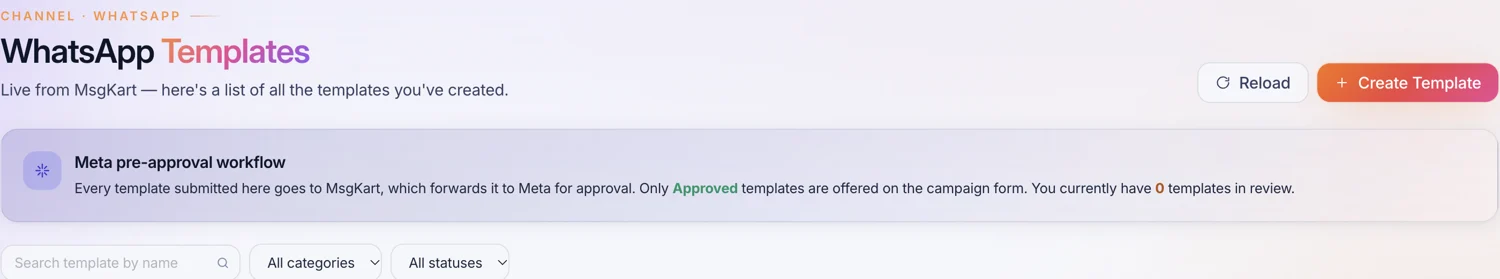 CHANNEL · WHATSAPP
WhatsApp Templates
Live from MsgKart — here's a list of all the templates you've created.
Reload
+ Create Template
Meta pre-approval workflow
Every template submitted here goes to MsgKart, which forwards it to Meta for approval. Only Approved templates are offered on the campaign form. You currently have 0 templates in review.
Search template by name
All categories
All statuses